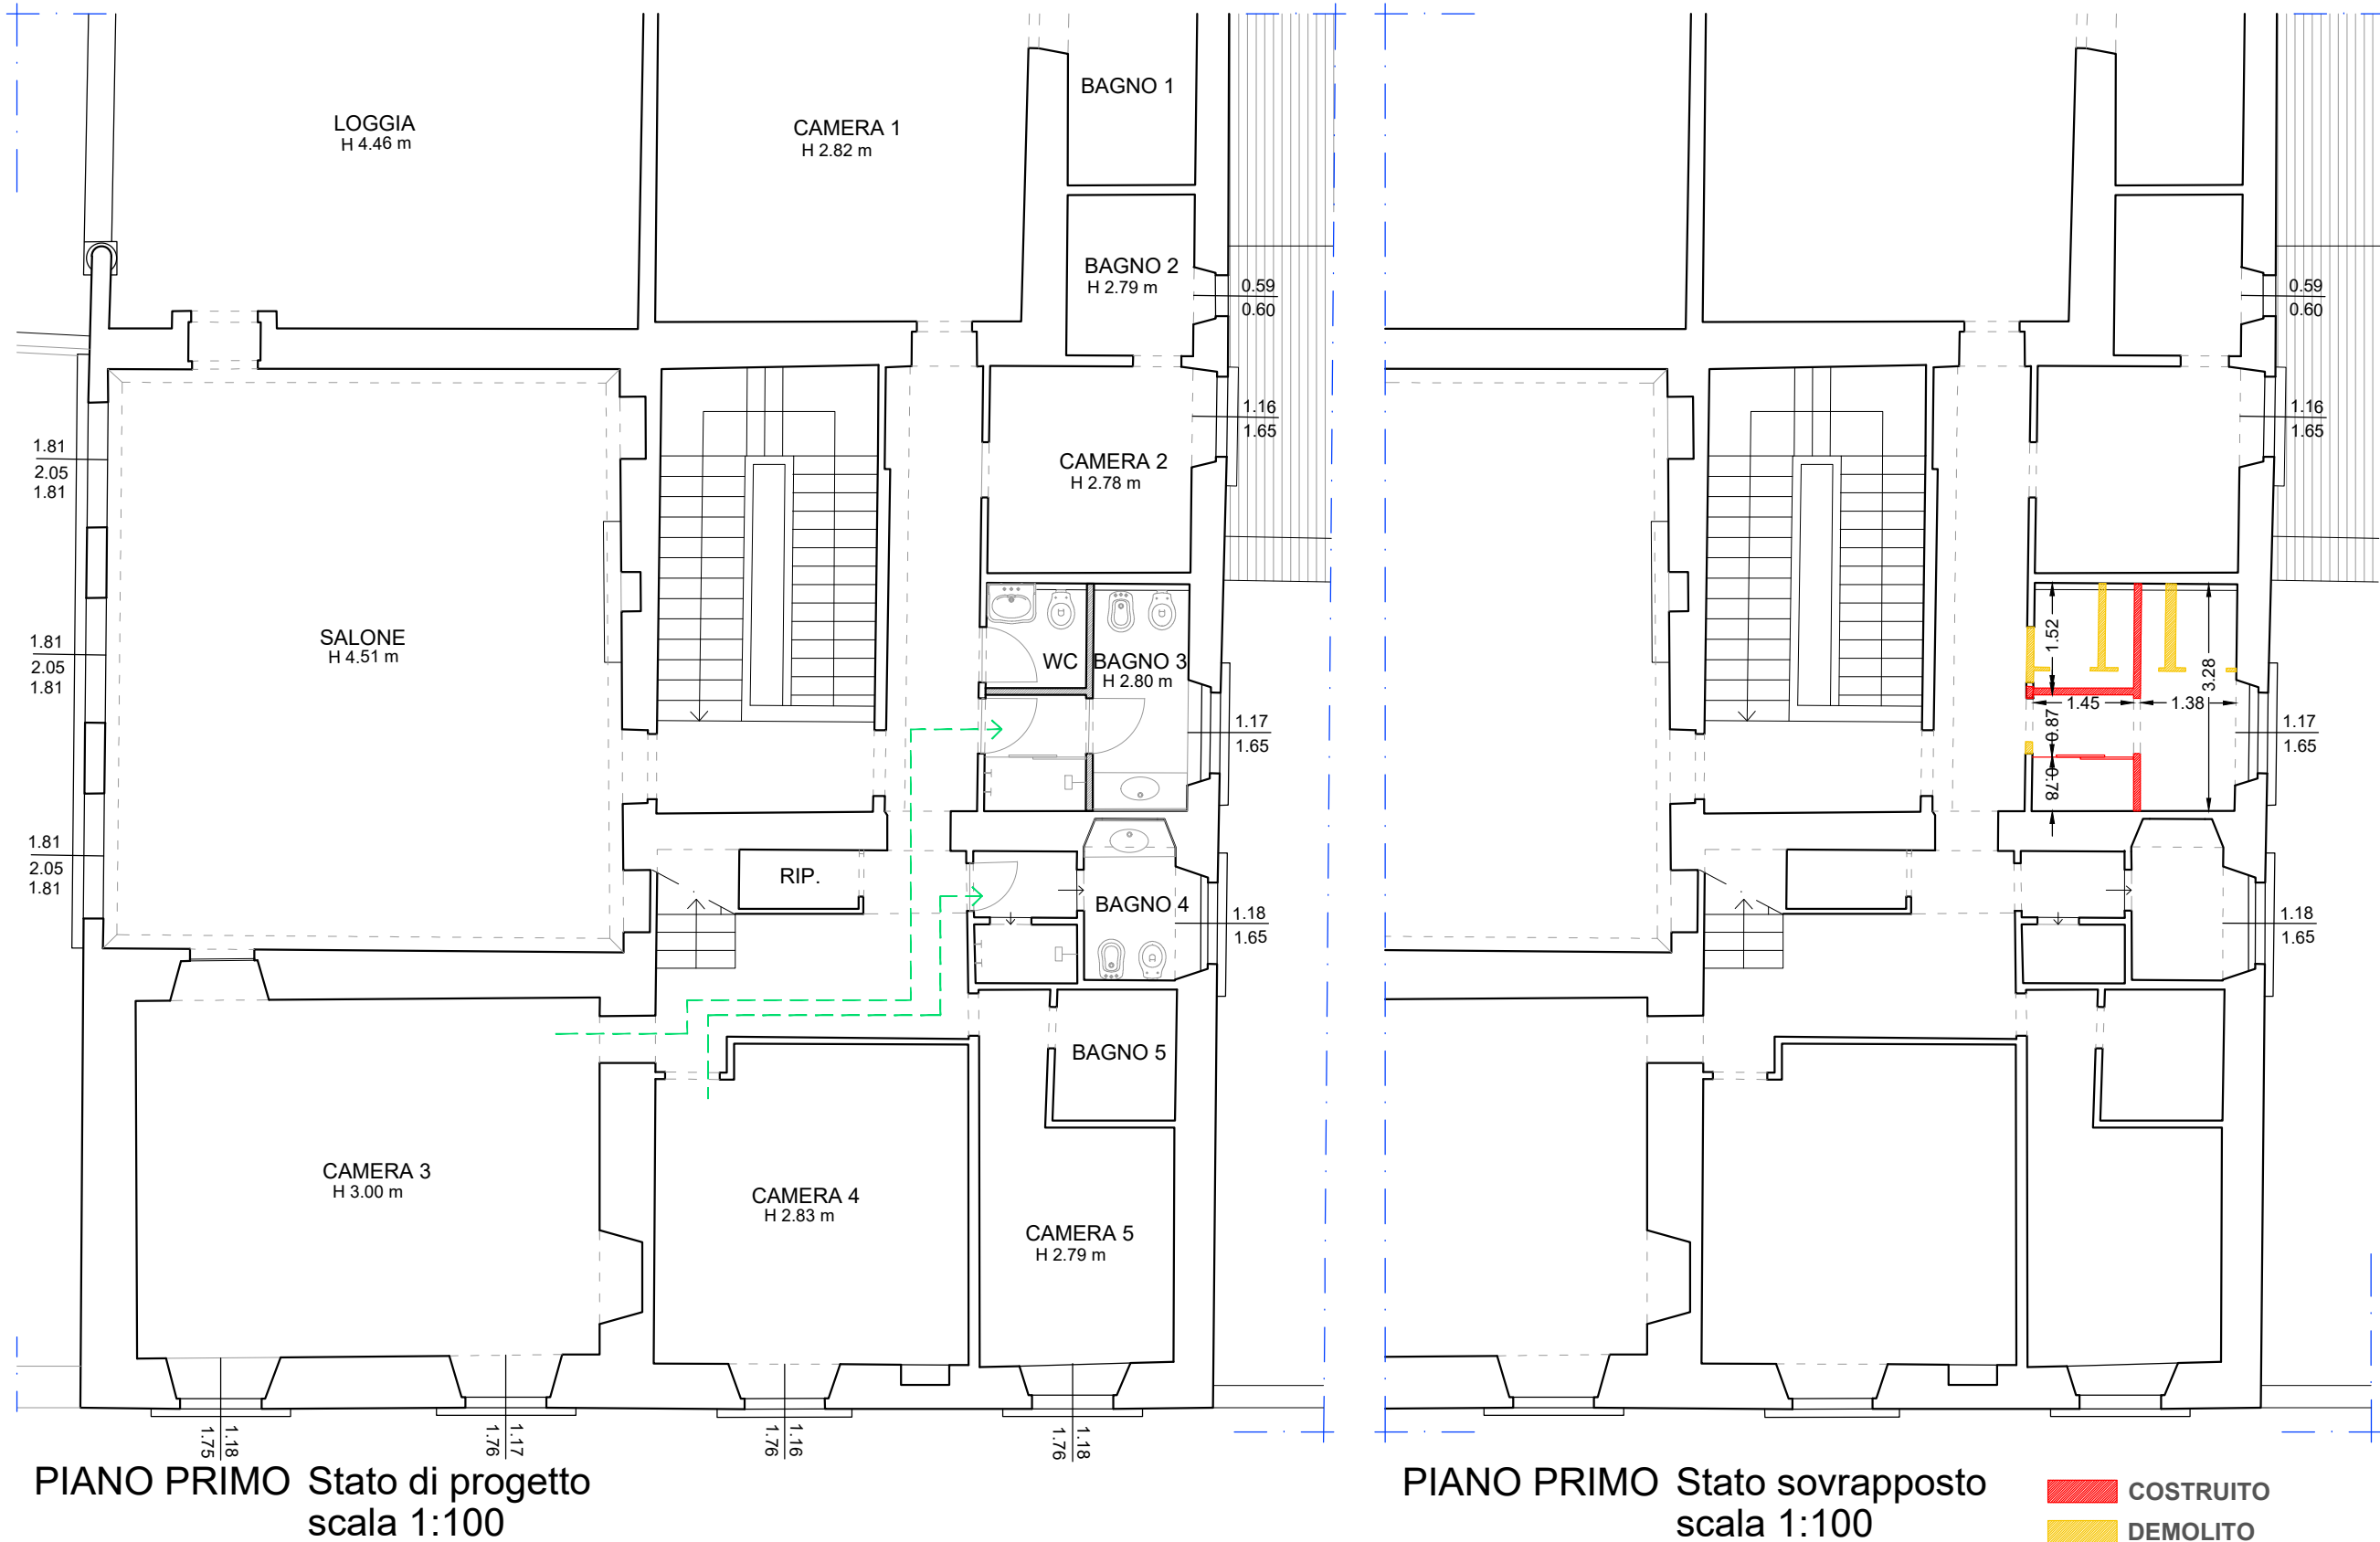 BAGNO 1
LOGGIA
H 4.46 m
CAMERA 1
H 2.82 m
BAGNO 2
H 2.79 m
0.59
0.60
1.16
1.65
CAMERA 2
H 2.78 m
1.81
2.05
1.81
SALONE
H 4.51 m
1.81
2.05
1.81
WC
BAGNO 3
H 2.80 m
1.17
1.65
1.81
2.05
1.81
RIP.
BAGNO 4
1.18
1.65
BAGNO 5
CAMERA 3
H 3.00 m
CAMERA 4
H 2.83 m
CAMERA 5
H 2.79 m
1.18
1.75
1.17
1.76
1.16
1.76
1.18
1.76
PIANO PRIMO Stato di progetto
scala 1:100
0.59
0.60
1.16
1.65
1.52
3.28
1.45
1.38
0.87
0.78
1.17
1.65
1.18
1.65
PIANO PRIMO Stato sovrapposto
scala 1:100
COSTRUITO
DEMOLITO